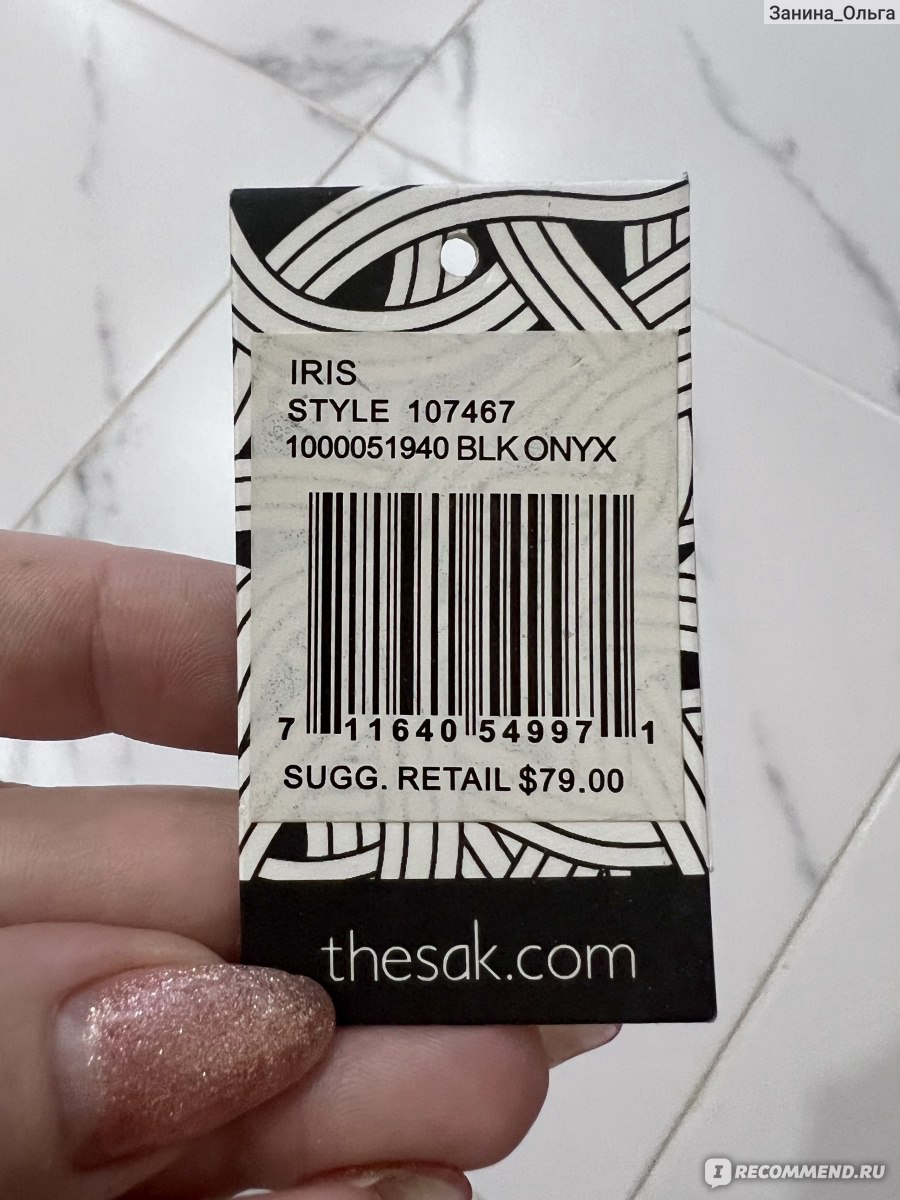 Занина_Ольга
IRIS
STYLE 107467
1000051940 BLK ONYX
7 11640 54997 1
SUGG. RETAIL $79.00
thesak.com
IRECOMMEND.RU